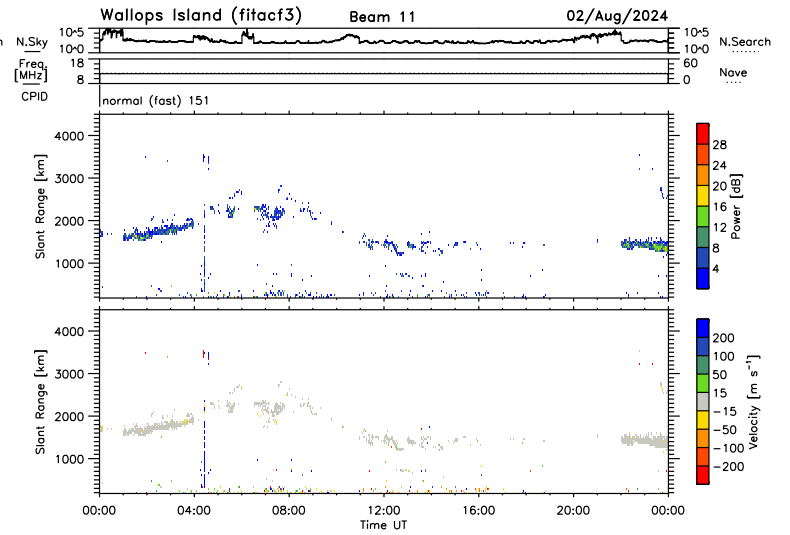 Wallops Island (fitacf3) Beam 11 02/Aug/2024
n N.Sky 10^5 10^0 10^5 10^0 N.Search
Freq. [MHz] 18 8 60 0 Nave
CPID normal (fast) 151
Slant Range [km] 4000 3000 2000 1000
Power [dB] 28 24 20 16 12 8 4
Slant Range [km] 4000 3000 2000 1000
Velocity [m s⁻¹] 200 100 50 15 −15 −50 −100 −200
00:00 04:00 08:00 12:00 16:00 20:00 00:00
Time UT